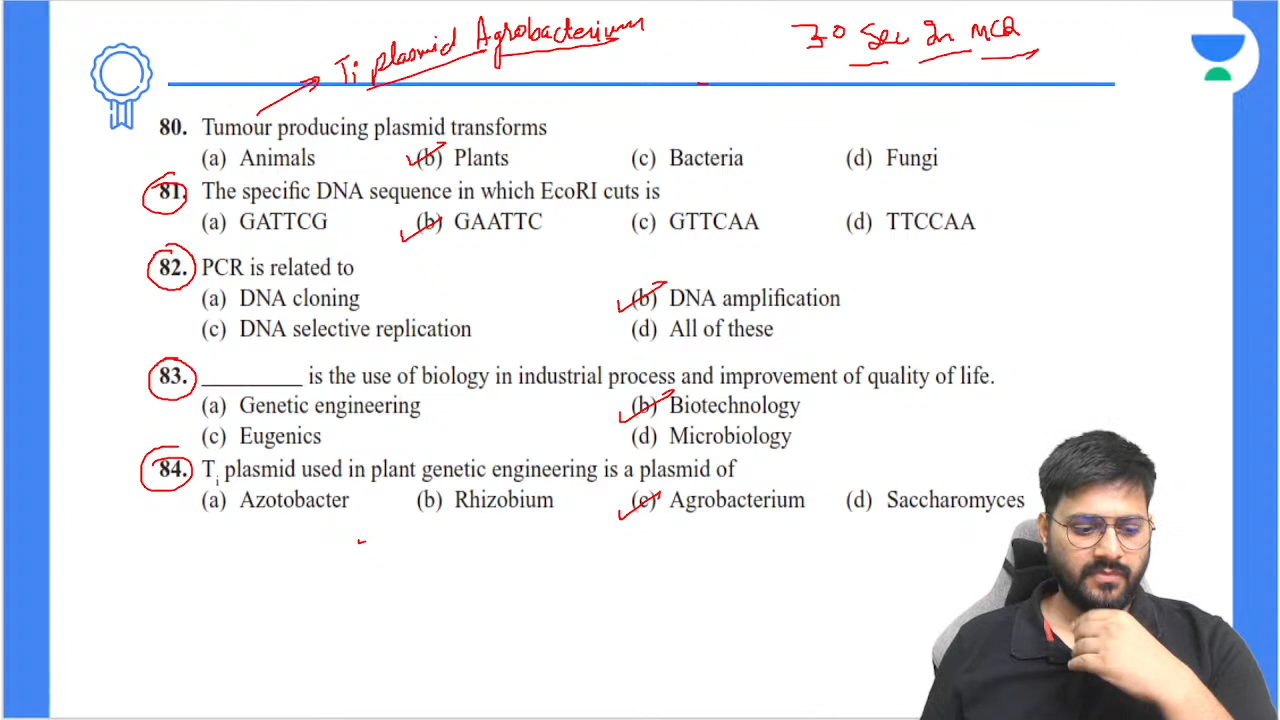 Ti plasmid Agrobacterium
30 Sec In MCQ
80. Tumour producing plasmid transforms
(a) Animals (b) Plants (c) Bacteria (d) Fungi
81. The specific DNA sequence in which EcoRI cuts is
(a) GATTCG (b) GAATTC (c) GTTCAA (d) TTCCAA
82. PCR is related to
(a) DNA cloning (b) DNA amplification
(c) DNA selective replication (d) All of these
83. _________ is the use of biology in industrial process and improvement of quality of life.
(a) Genetic engineering (b) Biotechnology
(c) Eugenics (d) Microbiology
84. Ti plasmid used in plant genetic engineering is a plasmid of
(a) Azotobacter (b) Rhizobium (c) Agrobacterium (d) Saccharomyces